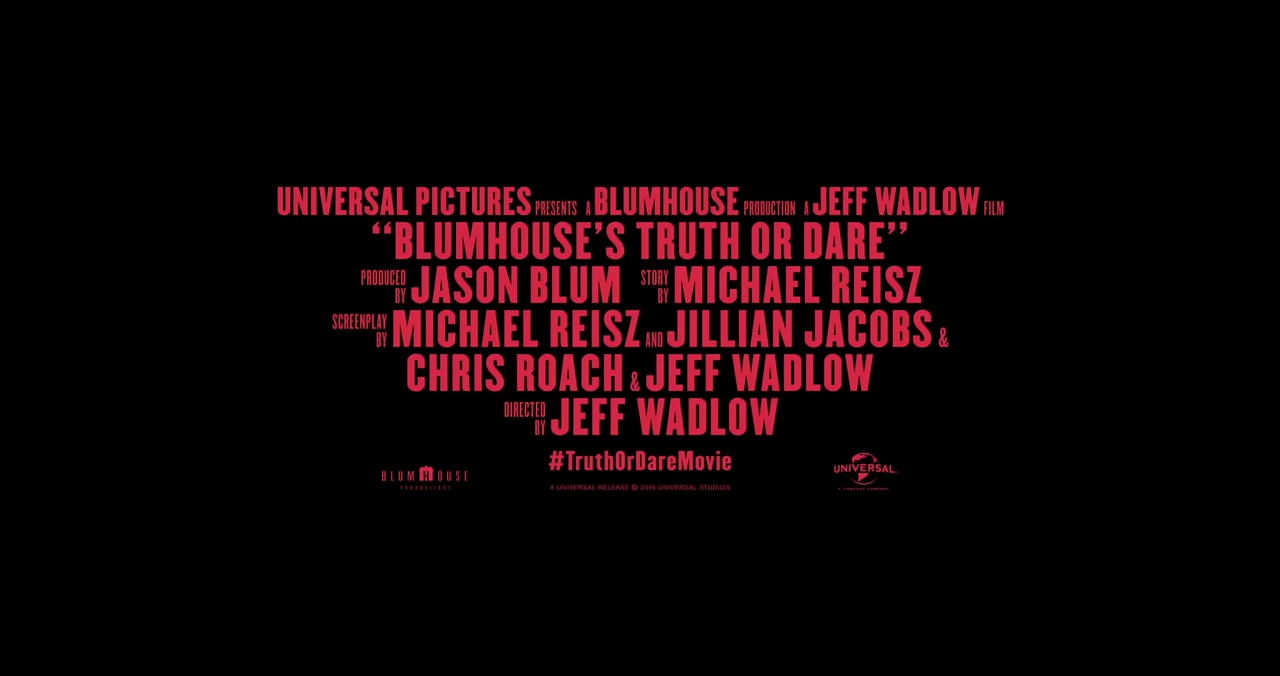 UNIVERSAL PICTURES PRESENTS A BLUMHOUSE PRODUCTION A JEFF WADLOW FILM
“BLUMHOUSE’S TRUTH OR DARE”
PRODUCED BY JASON BLUM STORY BY MICHAEL REISZ
SCREENPLAY BY MICHAEL REISZ AND JILLIAN JACOBS &
CHRIS ROACH & JEFF WADLOW
DIRECTED BY JEFF WADLOW
#TruthOrDareMovie
BLUMHOUSE
PRODUCTIONS
A UNIVERSAL RELEASE © 2018 UNIVERSAL STUDIOS
UNIVERSAL